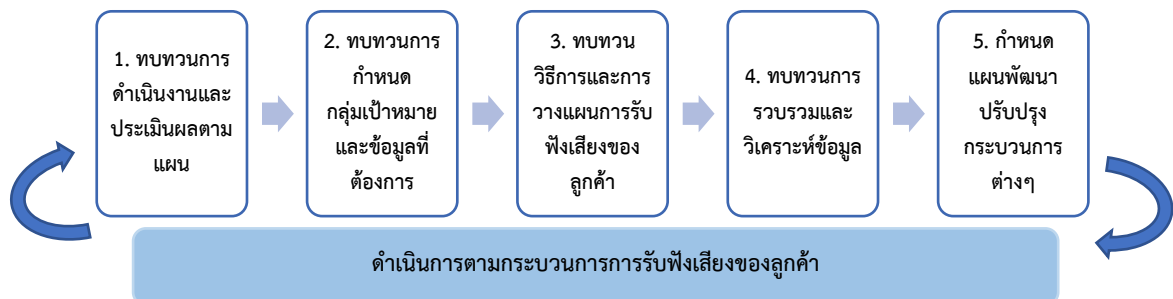 1. ทบทวนการ
ดำเนินงานและ
ประเมินผลตาม
แผน
2. ทบทวนการ
กำหนด
กลุ่มเป้าหมาย
และข้อมูลที่
ต้องการ
3. ทบทวน
วิธีการและการ
วางแผนการรับ
ฟังเสียงของ
ลูกค้า
4. ทบทวนการ
รวบรวมและ
วิเคราะห์ข้อมูล
5. กำหนด
แผนพัฒนา
ปรับปรุง
กระบวนการ
ต่างๆ
ดำเนินการตามกระบวนการการรับฟังเสียงของลูกค้า